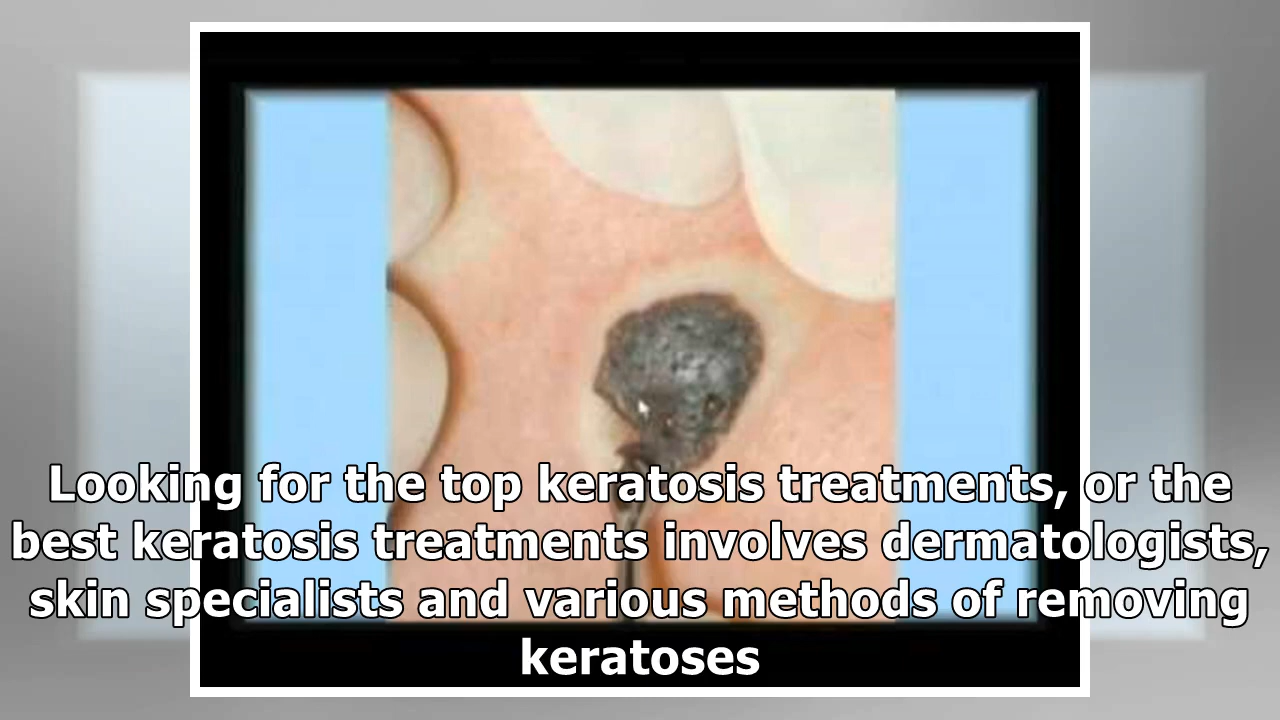 Looking for the top keratosis treatments, or the
best keratosis treatments involves dermatologists,
skin specialists and various methods of removing
keratoses